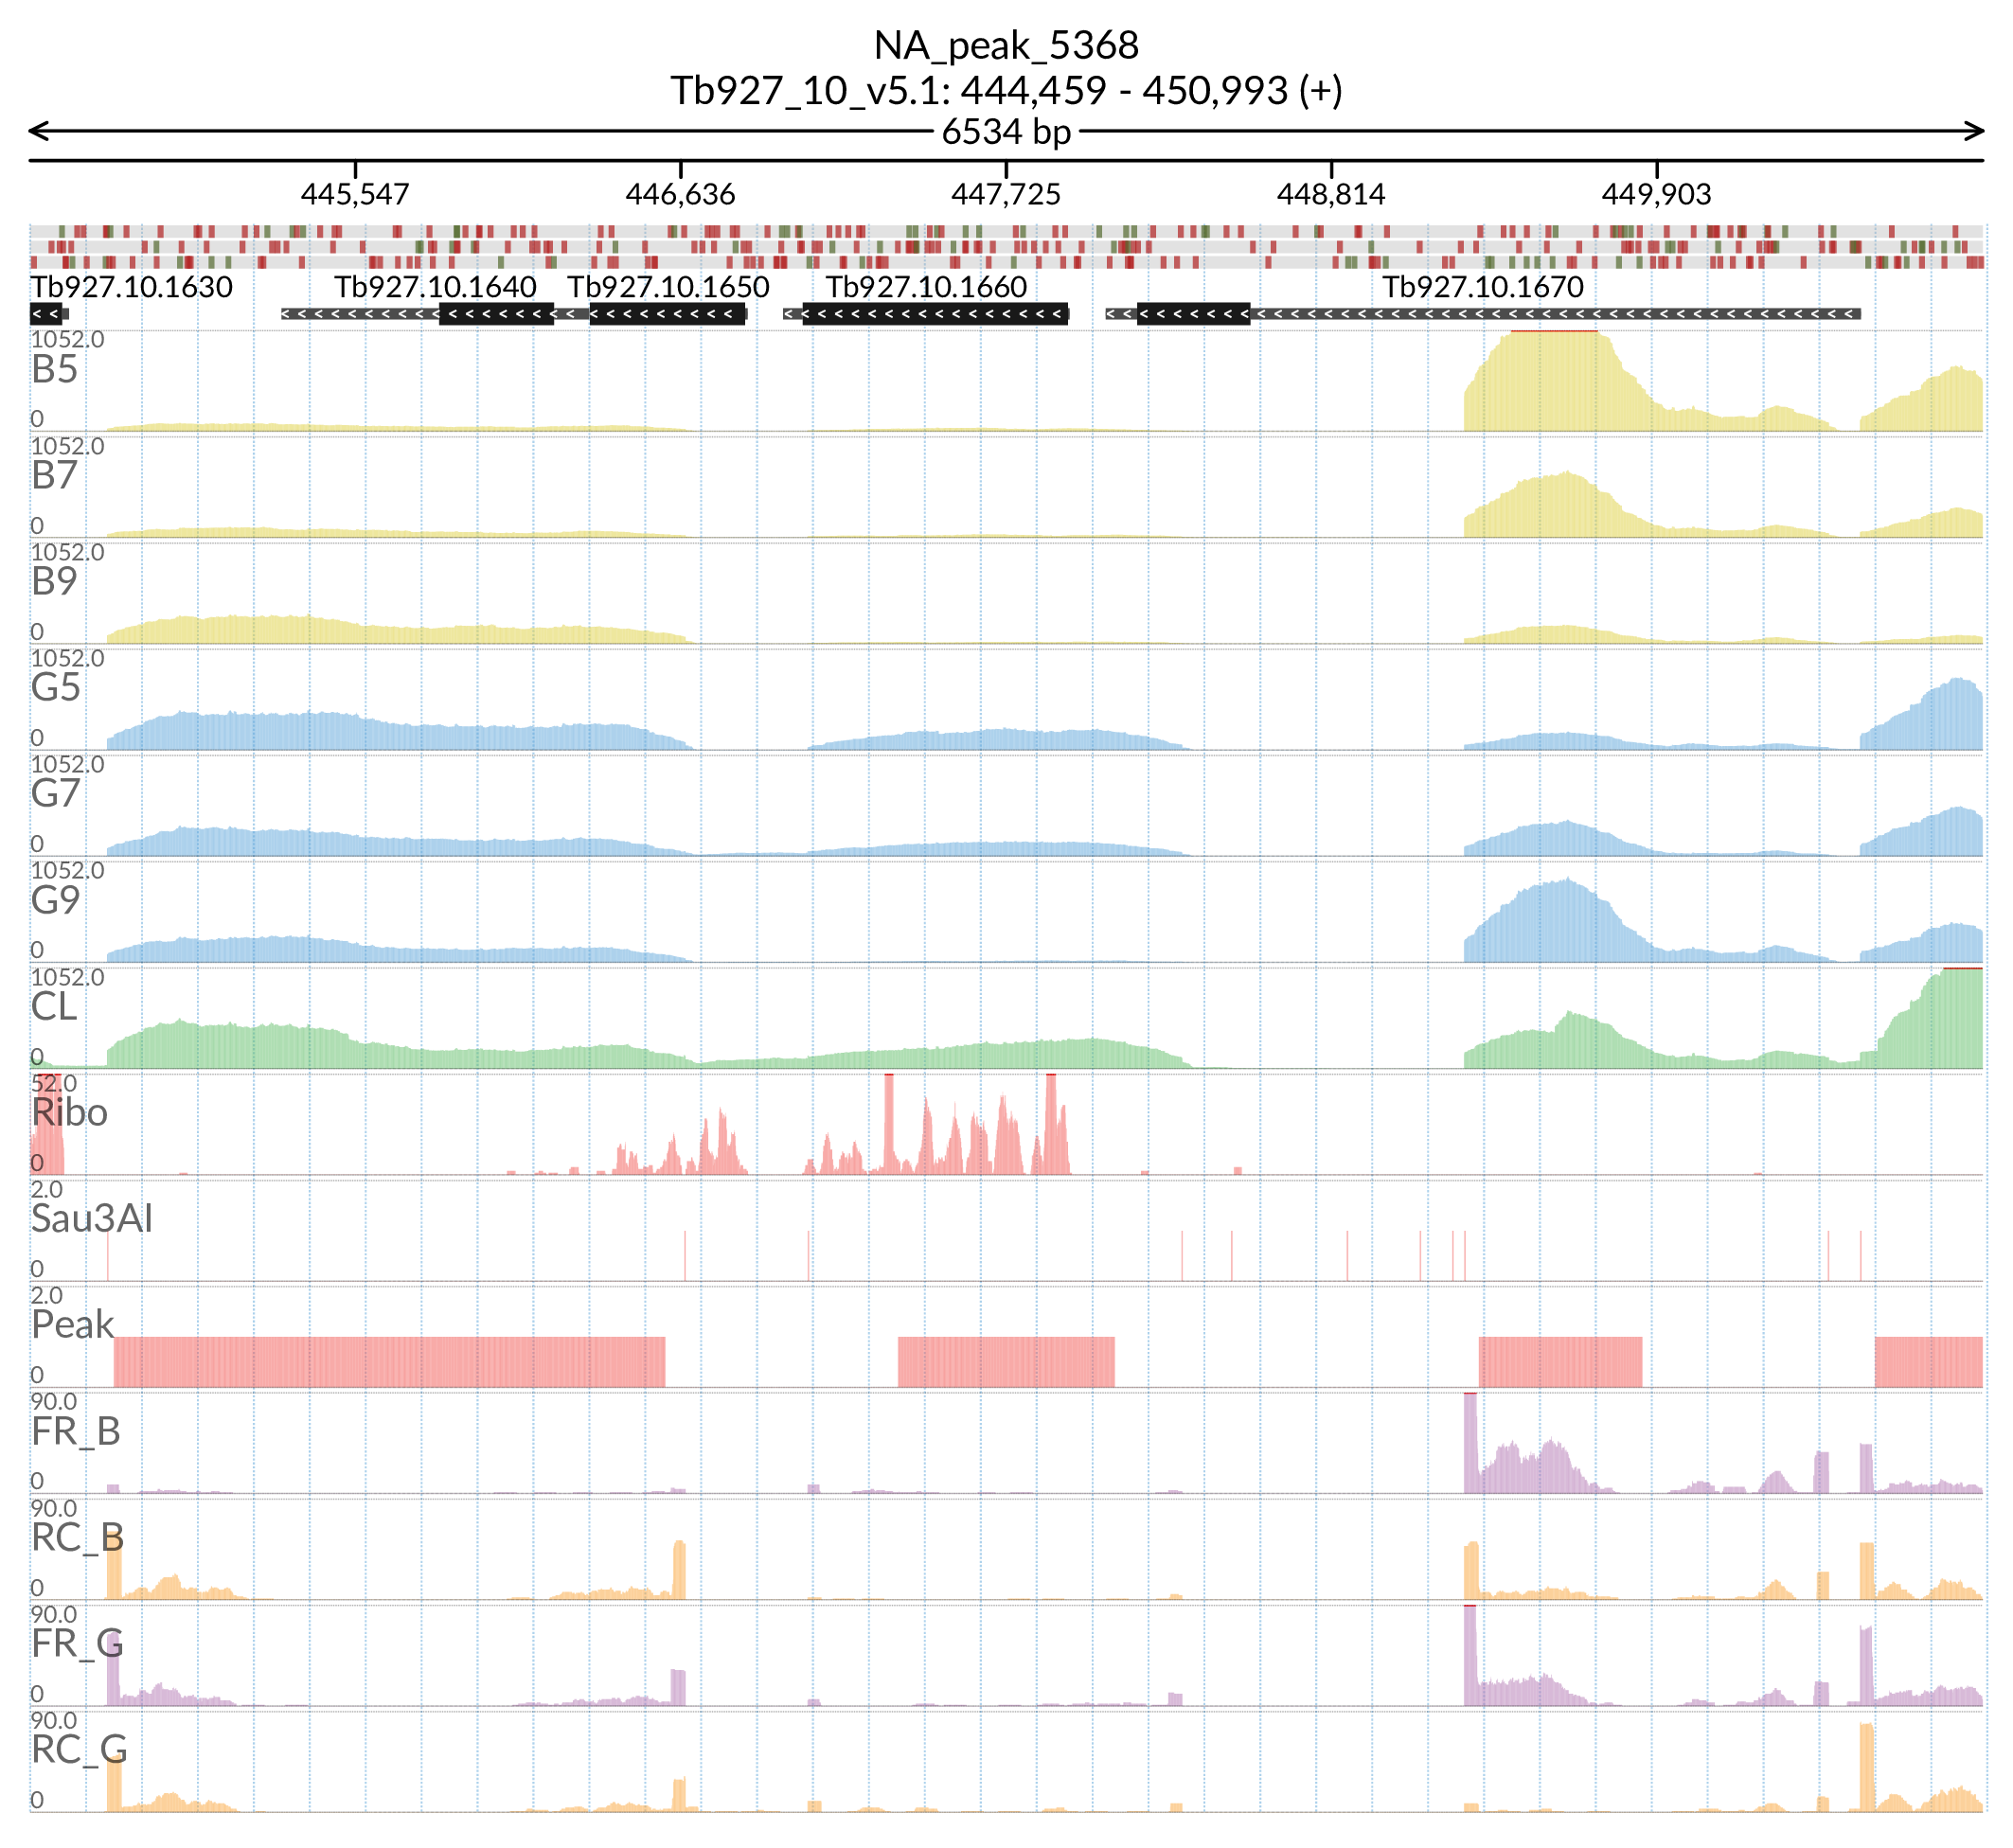 NA_peak_5368
Tb927_10_v5.1: 444,459 - 450,993 (+)
6534 bp
445,547 446,636 447,725 448,814 449,903
Tb927.10.1630 Tb927.10.1640 Tb927.10.1650 Tb927.10.1660 Tb927.10.1670
1052.0
B5
0
1052.0
B7
0
1052.0
B9
0
1052.0
G5
0
1052.0
G7
0
1052.0
G9
0
1052.0
CL
0
52.0
Ribo
0
2.0
Sau3AI
0
2.0
Peak
0
90.0
FR_B
0
90.0
RC_B
0
90.0
FR_G
0
90.0
RC_G
0